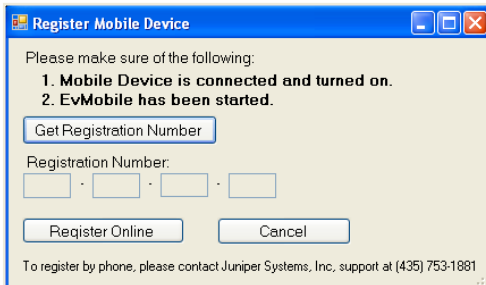 Register Mobile Device
Please make sure of the following:
1. Mobile Device is connected and turned on.
2. EvMobile has been started.
Get Registration Number
Registration Number:
- - -
Register Online Cancel
To register by phone, please contact Juniper Systems, Inc, support at (435) 753-1881